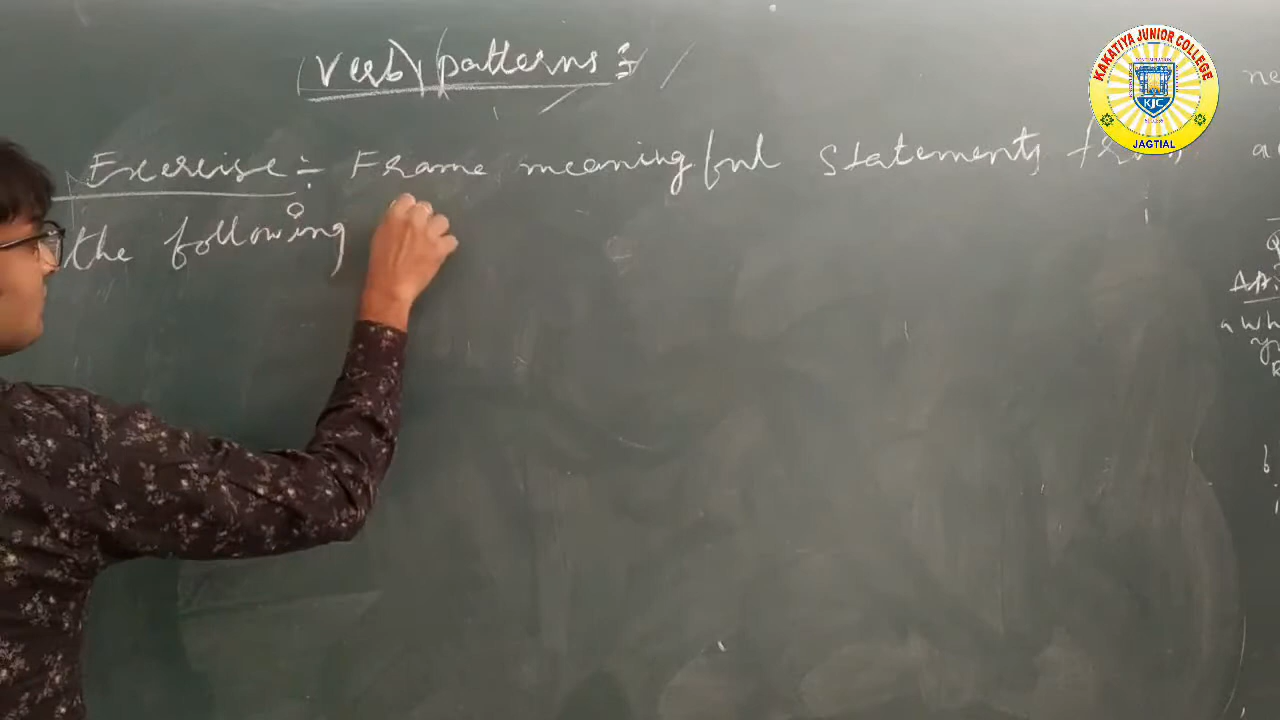 Verb patterns :-
Exercise :- Frame meaningful statements from
the following
KAKATIYA JUNIOR COLLEGE
KJC
JAGTIAL